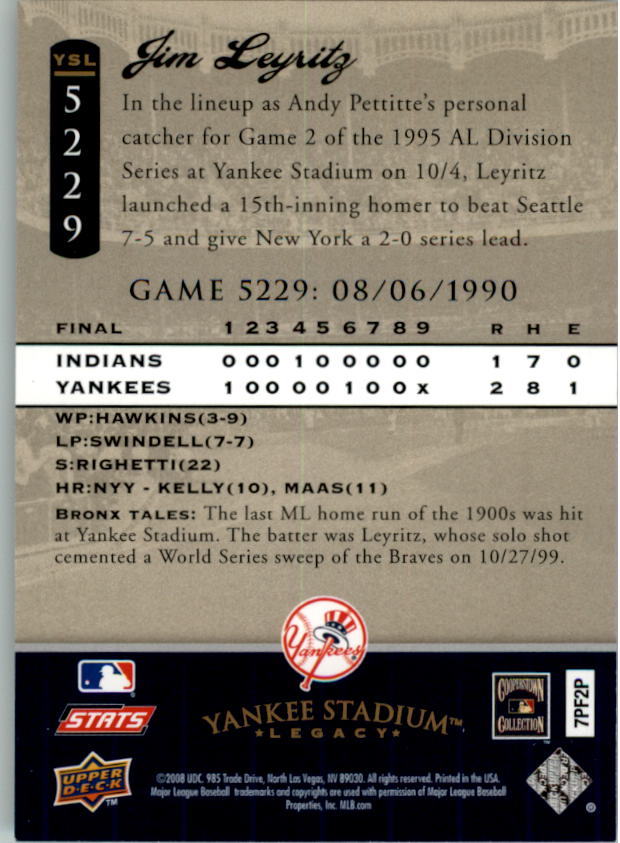 YSL
5
2
2
9
Jim Leyritz
In the lineup as Andy Pettitte's personal
catcher for Game 2 of the 1995 AL Division
Series at Yankee Stadium on 10/4, Leyritz
launched a 15th-inning homer to beat Seattle
7-5 and give New York a 2-0 series lead.
GAME 5229: 08/06/1990
FINAL 1 2 3 4 5 6 7 8 9 R H E
INDIANS 0 0 0 1 0 0 0 0 0 1 7 0
YANKEES 1 0 0 0 0 1 0 0 X 2 8 1
WP:HAWKINS(3-9)
LP:SWINDELL(7-7)
S:RIGHETTI(22)
HR:NYY - KELLY(10), MAAS(11)
BRONX TALES: The last ML home run of the 1900s was hit
at Yankee Stadium. The batter was Leyritz, whose solo shot
cemented a World Series sweep of the Braves on 10/27/99.
Yankees
STATS
YANKEE STADIUM™
LEGACY
COOPERSTOWN
COLLECTION
™
7PF2P
UPPER
DECK
™
©2008 UDC. 985 Trade Drive, North Las Vegas, NV 89030. All rights reserved. Printed in the USA.
Major League Baseball trademarks and copyrights are used with permission of Major League Baseball
Properties, Inc. MLB.com
®